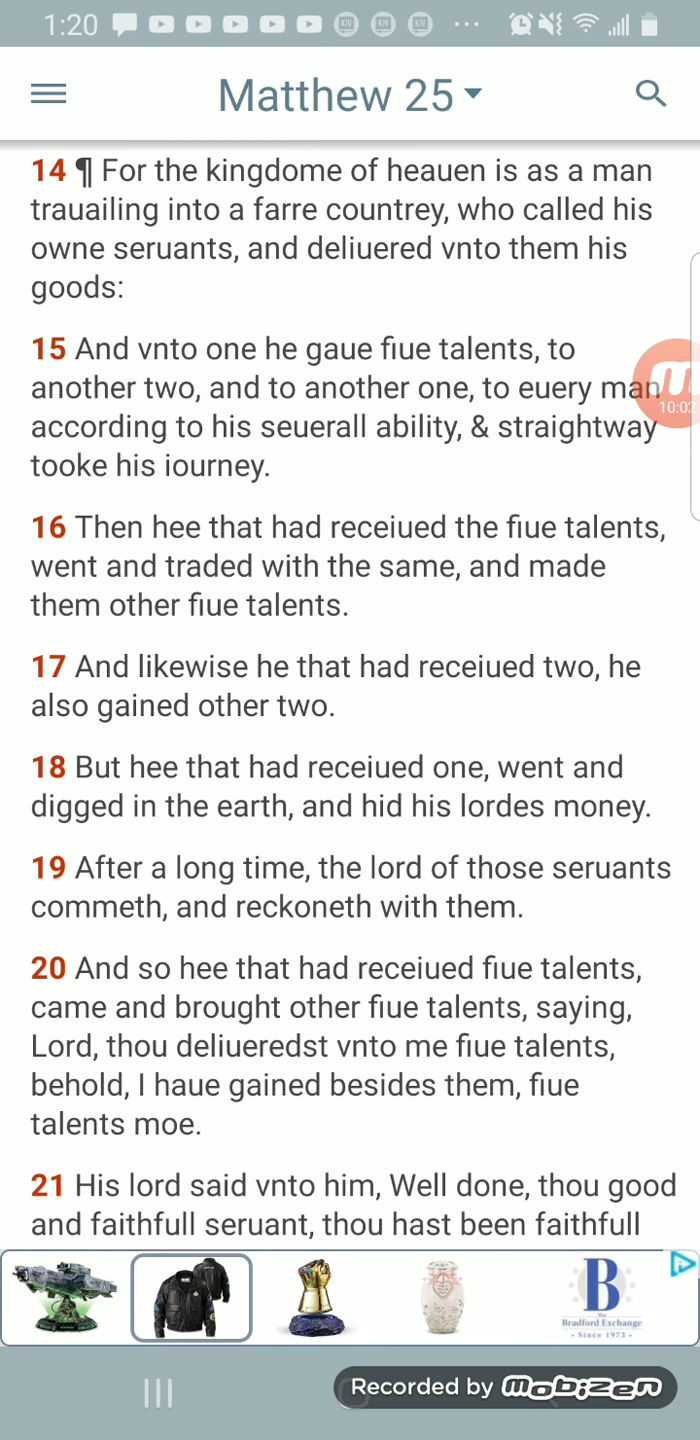 1:20
Matthew 25
14 ¶ For the kingdome of heauen is as a man
trauailing into a farre countrey, who called his
owne seruants, and deliuered vnto them his
goods:
15 And vnto one he gaue fiue talents, to
another two, and to another one, to euery man
10:02
according to his seuerall ability, & straightway
tooke his iourney.
16 Then hee that had receiued the fiue talents,
went and traded with the same, and made
them other fiue talents.
17 And likewise he that had receiued two, he
also gained other two.
18 But hee that had receiued one, went and
digged in the earth, and hid his lordes money.
19 After a long time, the lord of those seruants
commeth, and reckoneth with them.
20 And so hee that had receiued fiue talents,
came and brought other fiue talents, saying,
Lord, thou deliueredst vnto me fiue talents,
behold, I haue gained besides them, fiue
talents moe.
21 His lord said vnto him, Well done, thou good
and faithfull seruant, thou hast been faithfull
B
The
Bradford Exchange
· Since 1973 ·
Recorded by mobizen